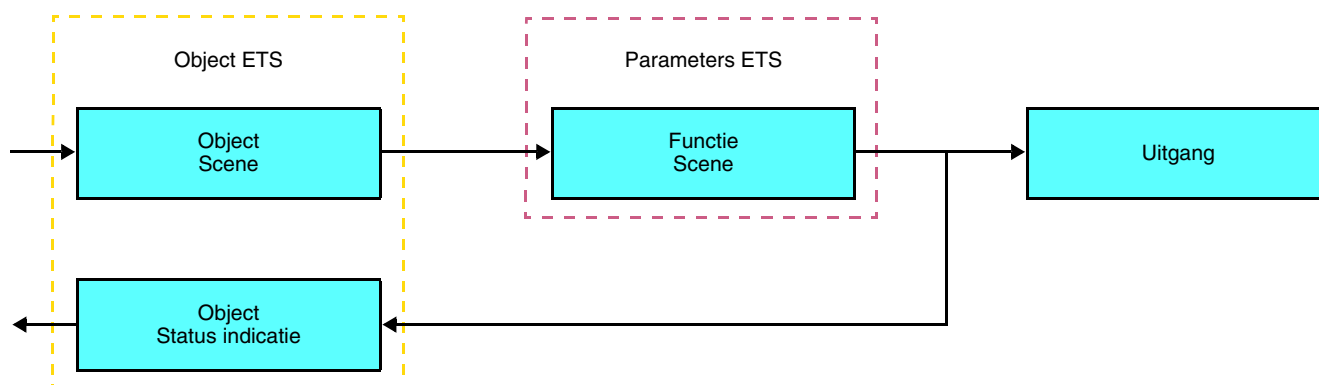 Object ETS
Parameters ETS
Object
Scene
Functie
Scene
Uitgang
Object
Status indicatie